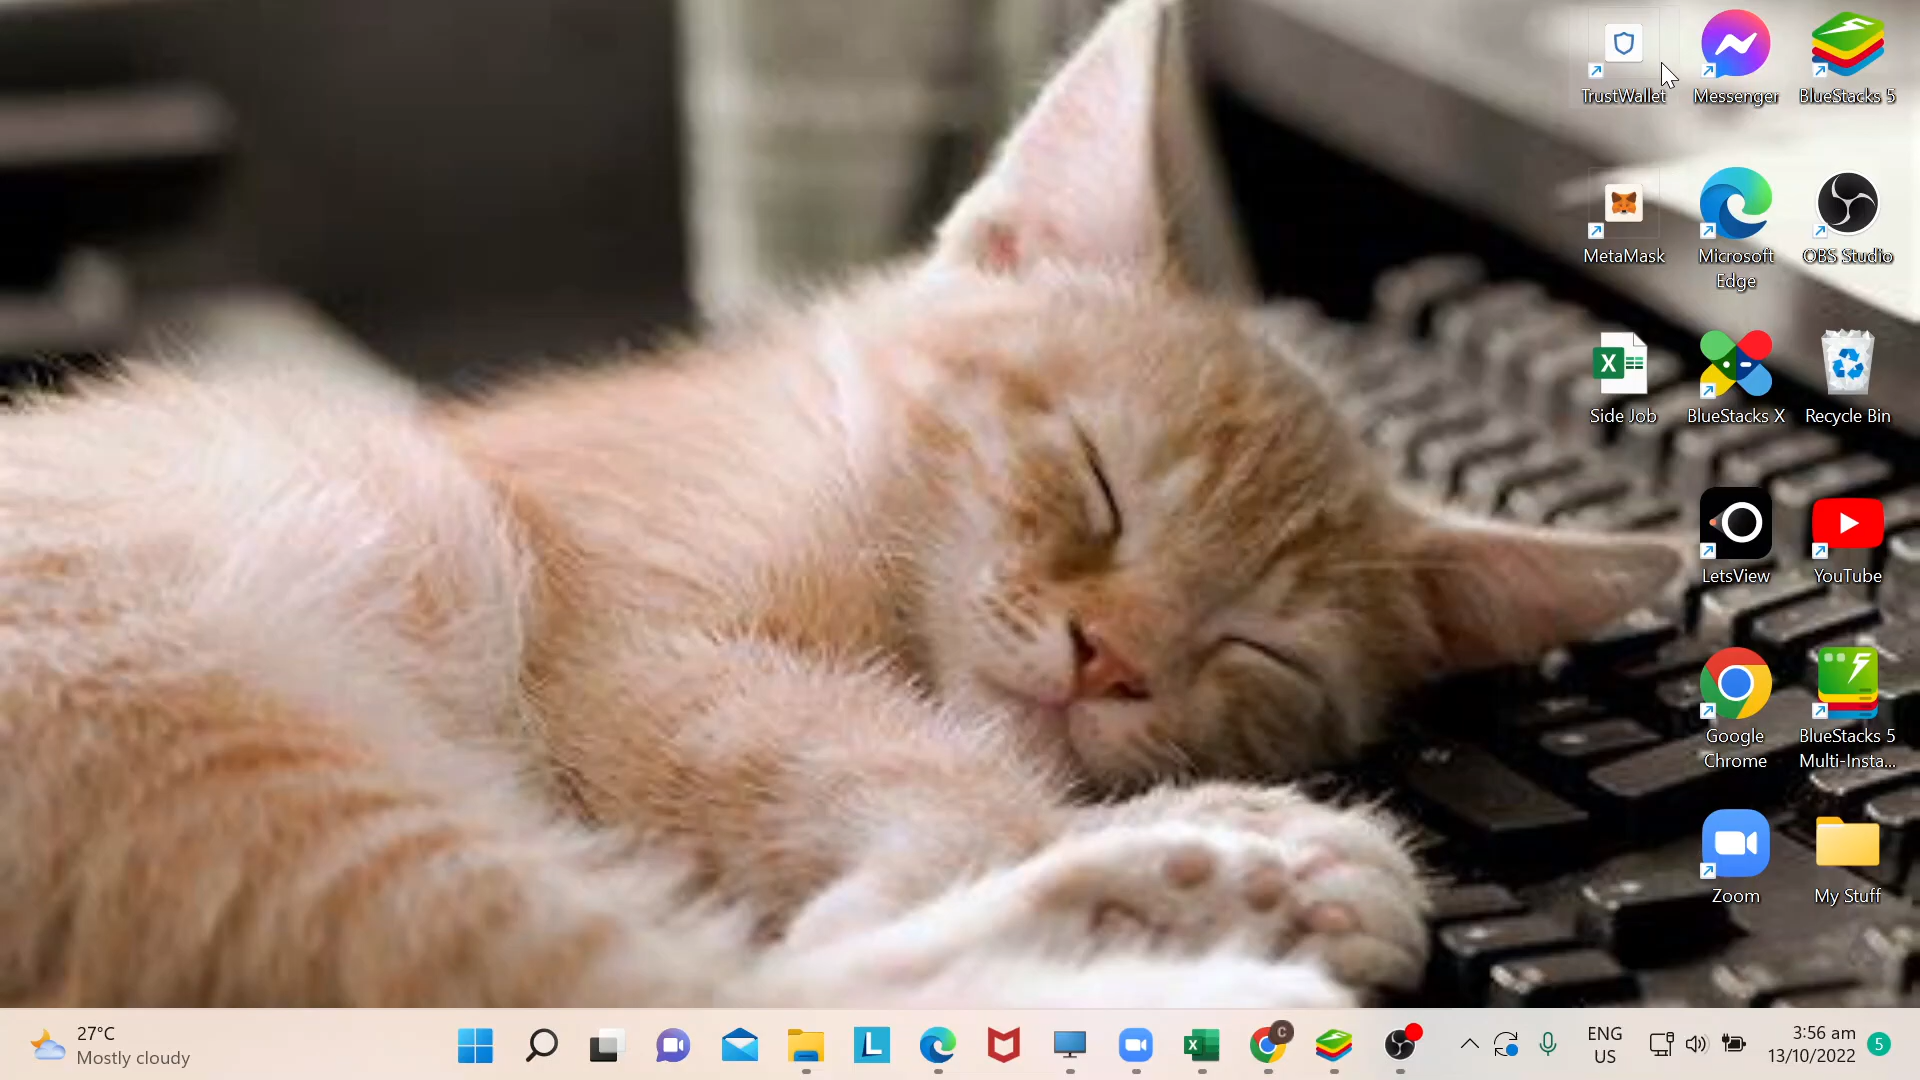 TrustWallet
Messenger
BlueStacks 5
MetaMask
Microsoft
Edge
OBS Studio
Side Job
BlueStacks X
Recycle Bin
LetsView
YouTube
Google
Chrome
BlueStacks 5
Multi-Insta...
Zoom
My Stuff
27°C
Mostly cloudy
ENG
US
3:56 am
13/10/2022
5